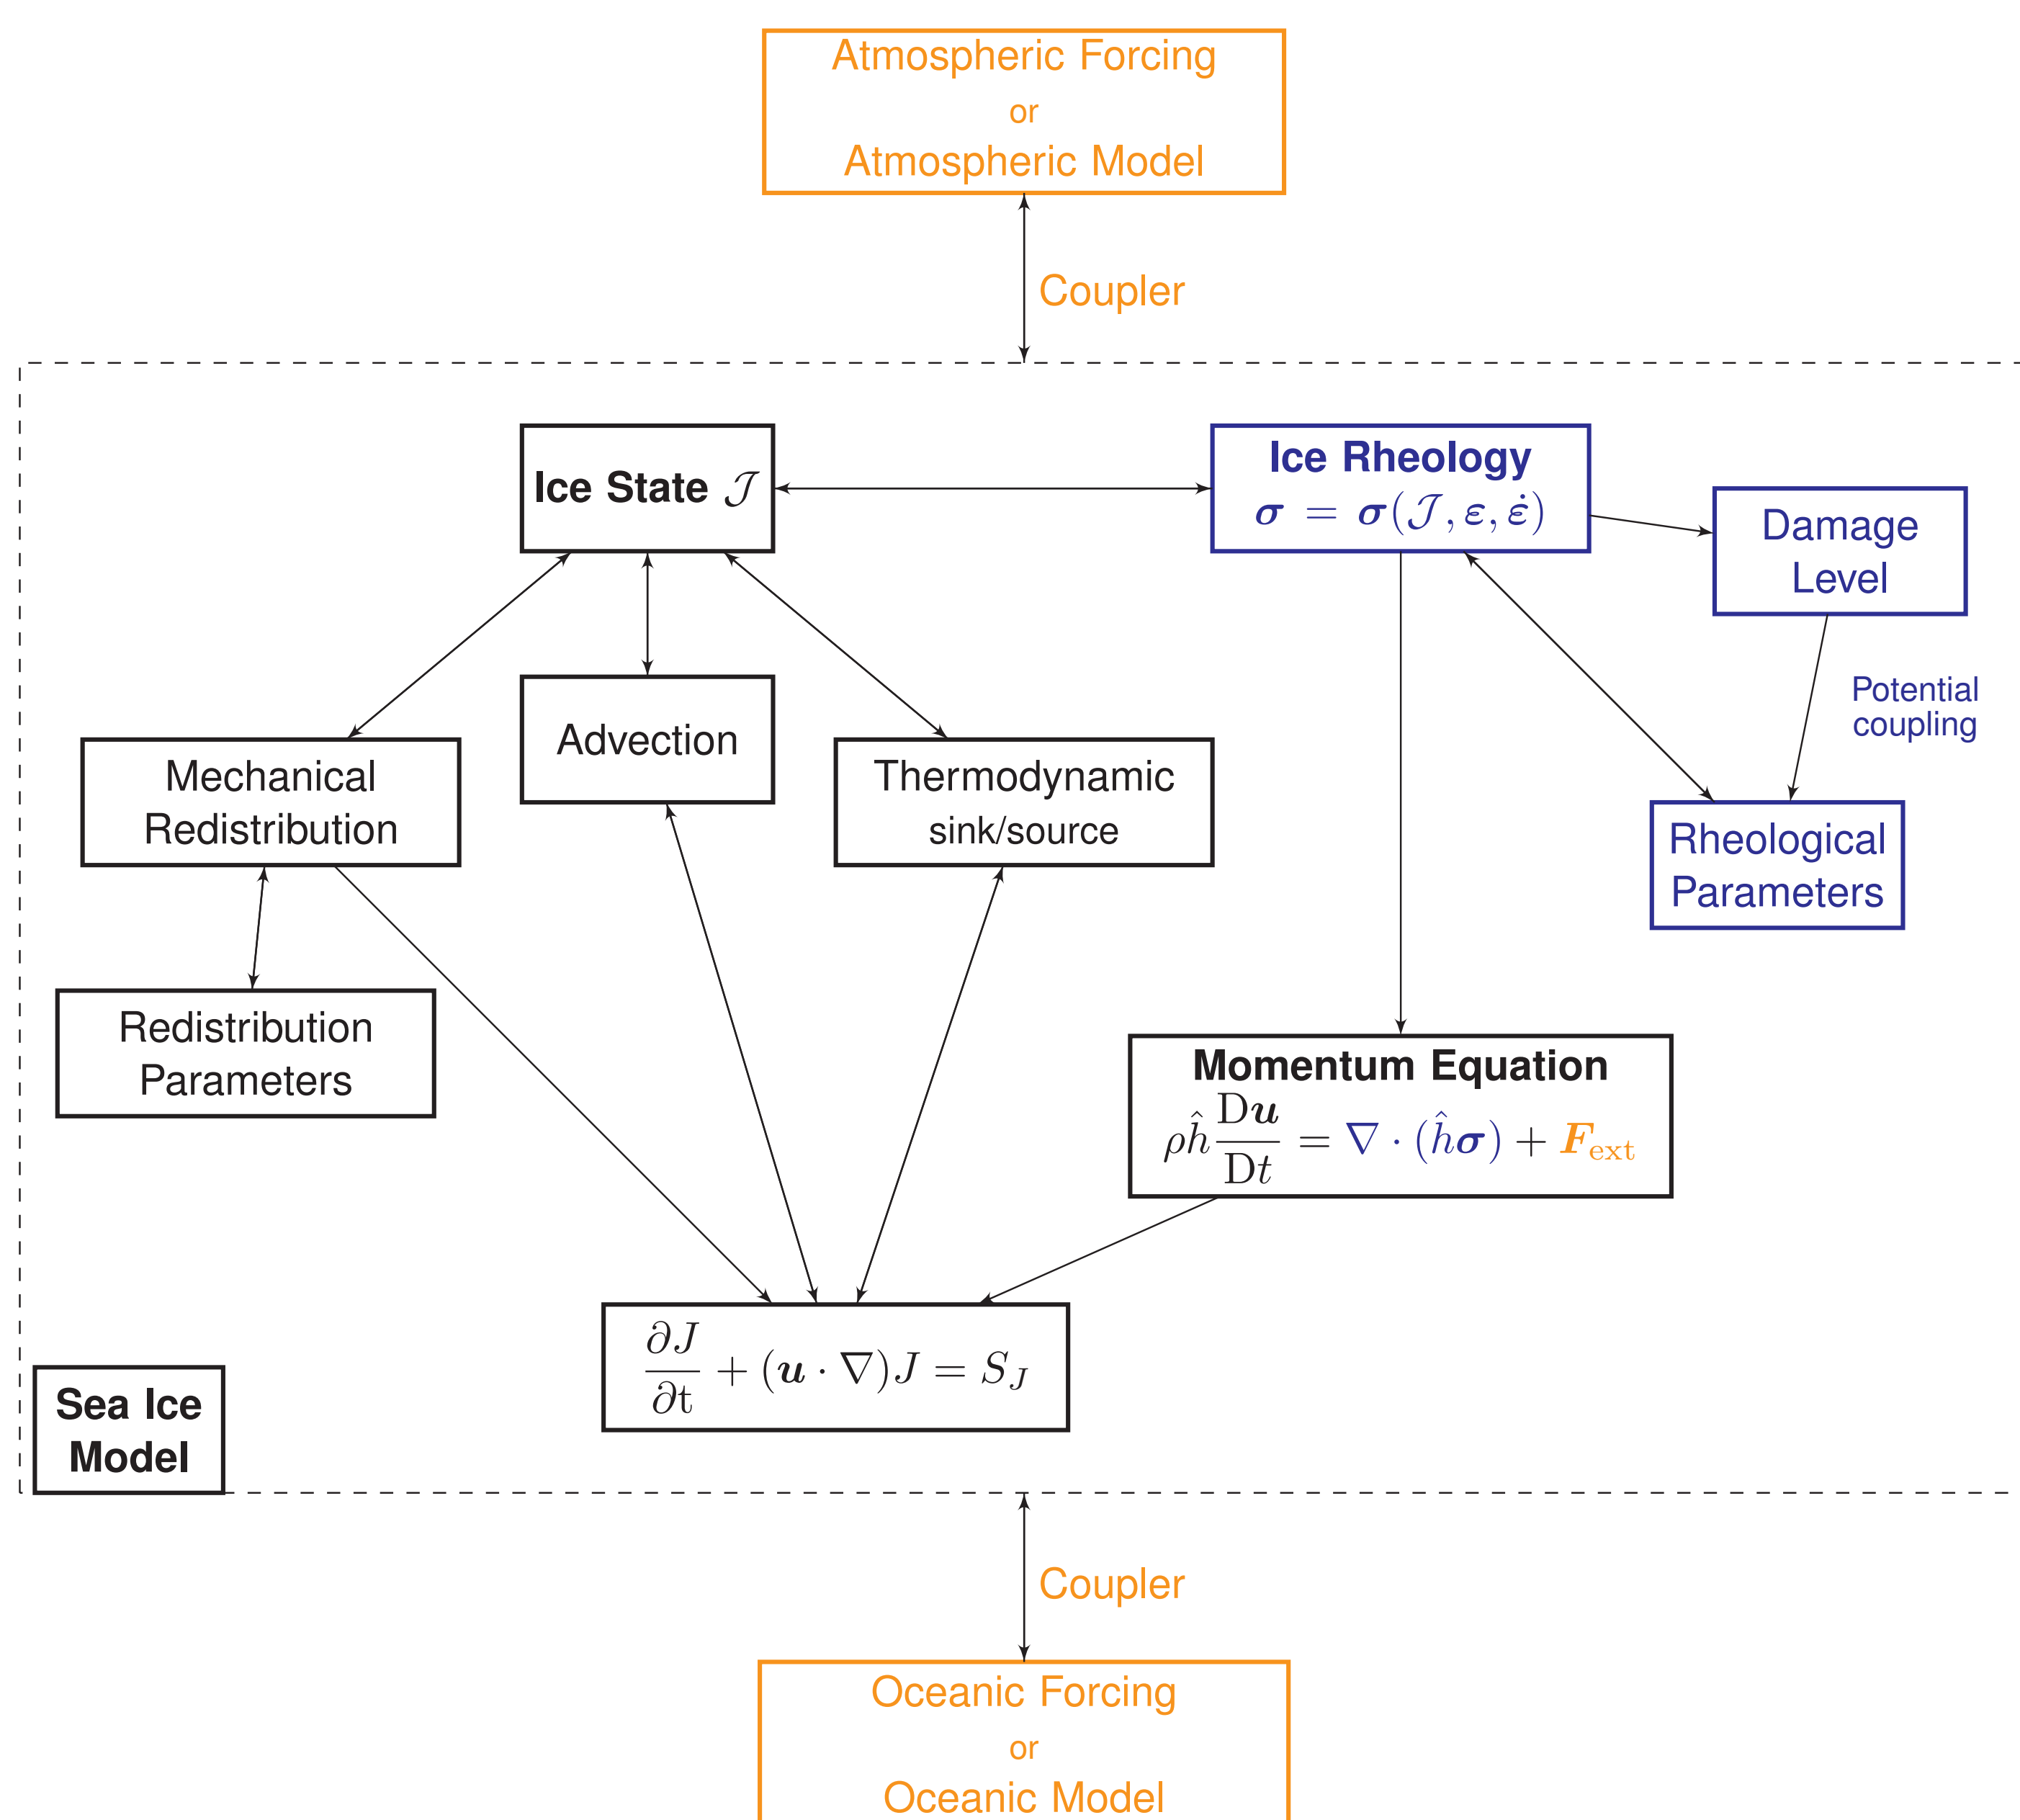 Atmospheric Forcing
or
Atmospheric Model
Coupler
Ice State 𝒥
Ice Rheology
σ = σ(𝒥, ε, ε̇)
Damage
Level
Potential
coupling
Advection
Mechanical
Redistribution
Thermodynamic
sink/source
Rheological
Parameters
Redistribution
Parameters
Momentum Equation
ρĥ Du/Dt = ∇ · (ĥσ) + F_ext
∂J/∂t + (u · ∇)J = S_J
Sea Ice
Model
Coupler
Oceanic Forcing
or
Oceanic Model